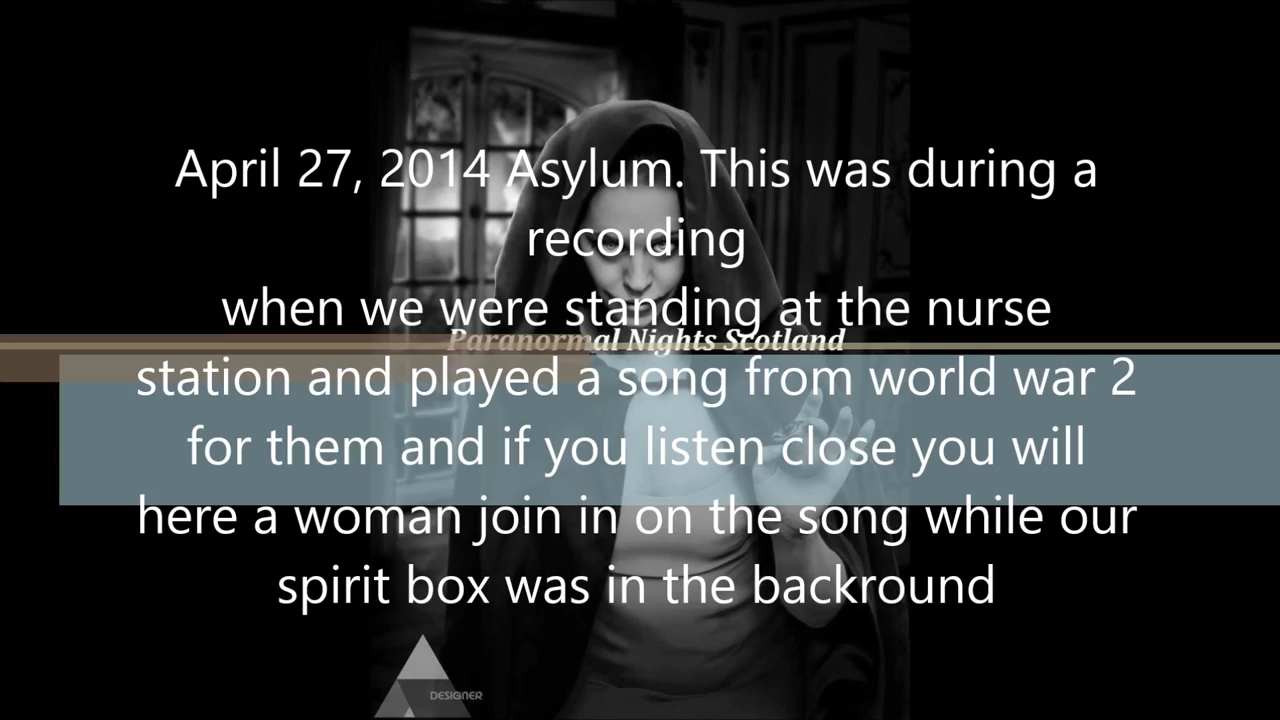 April 27, 2014 Asylum. This was during a
recording
when we were standing at the nurse
Paranormal Nights Scotland
station and played a song from world war 2
for them and if you listen close you will
here a woman join in on the song while our
spirit box was in the backround
DESIGNER